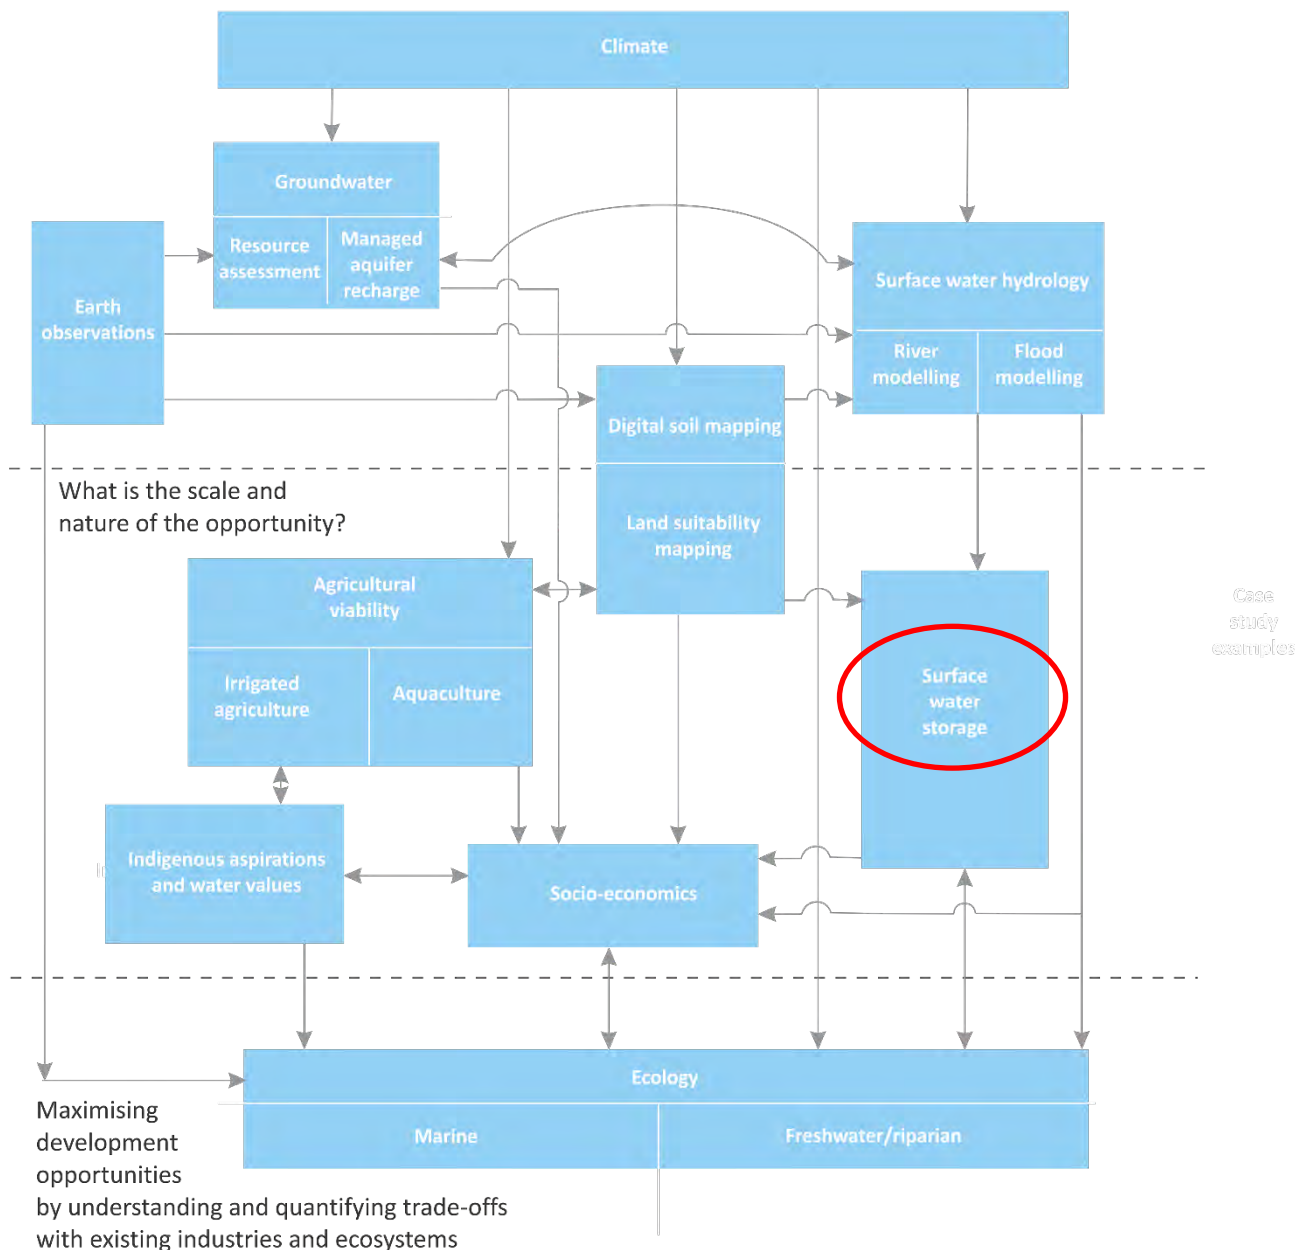 Climate
Groundwater
Resource
assessment
Managed
aquifer
recharge
Earth
observations
Surface water hydrology
River
modelling
Flood
modelling
Digital soil mapping
What is the scale and
nature of the opportunity?
Land suitability
mapping
Agricultural
viability
Irrigated
agriculture
Aquaculture
Surface
water
storage
Case
study
examples
Indigenous aspirations
and water values
Socio-economics
Ecology
Marine
Freshwater/riparian
Maximising
development
opportunities
by understanding and quantifying trade-offs
with existing industries and ecosystems